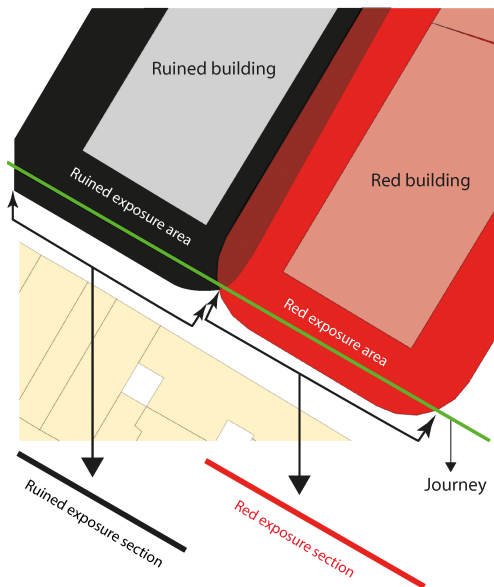 Ruined building
Red building
Ruined exposure area
Red exposure area
Journey
Ruined exposure section
Red exposure section